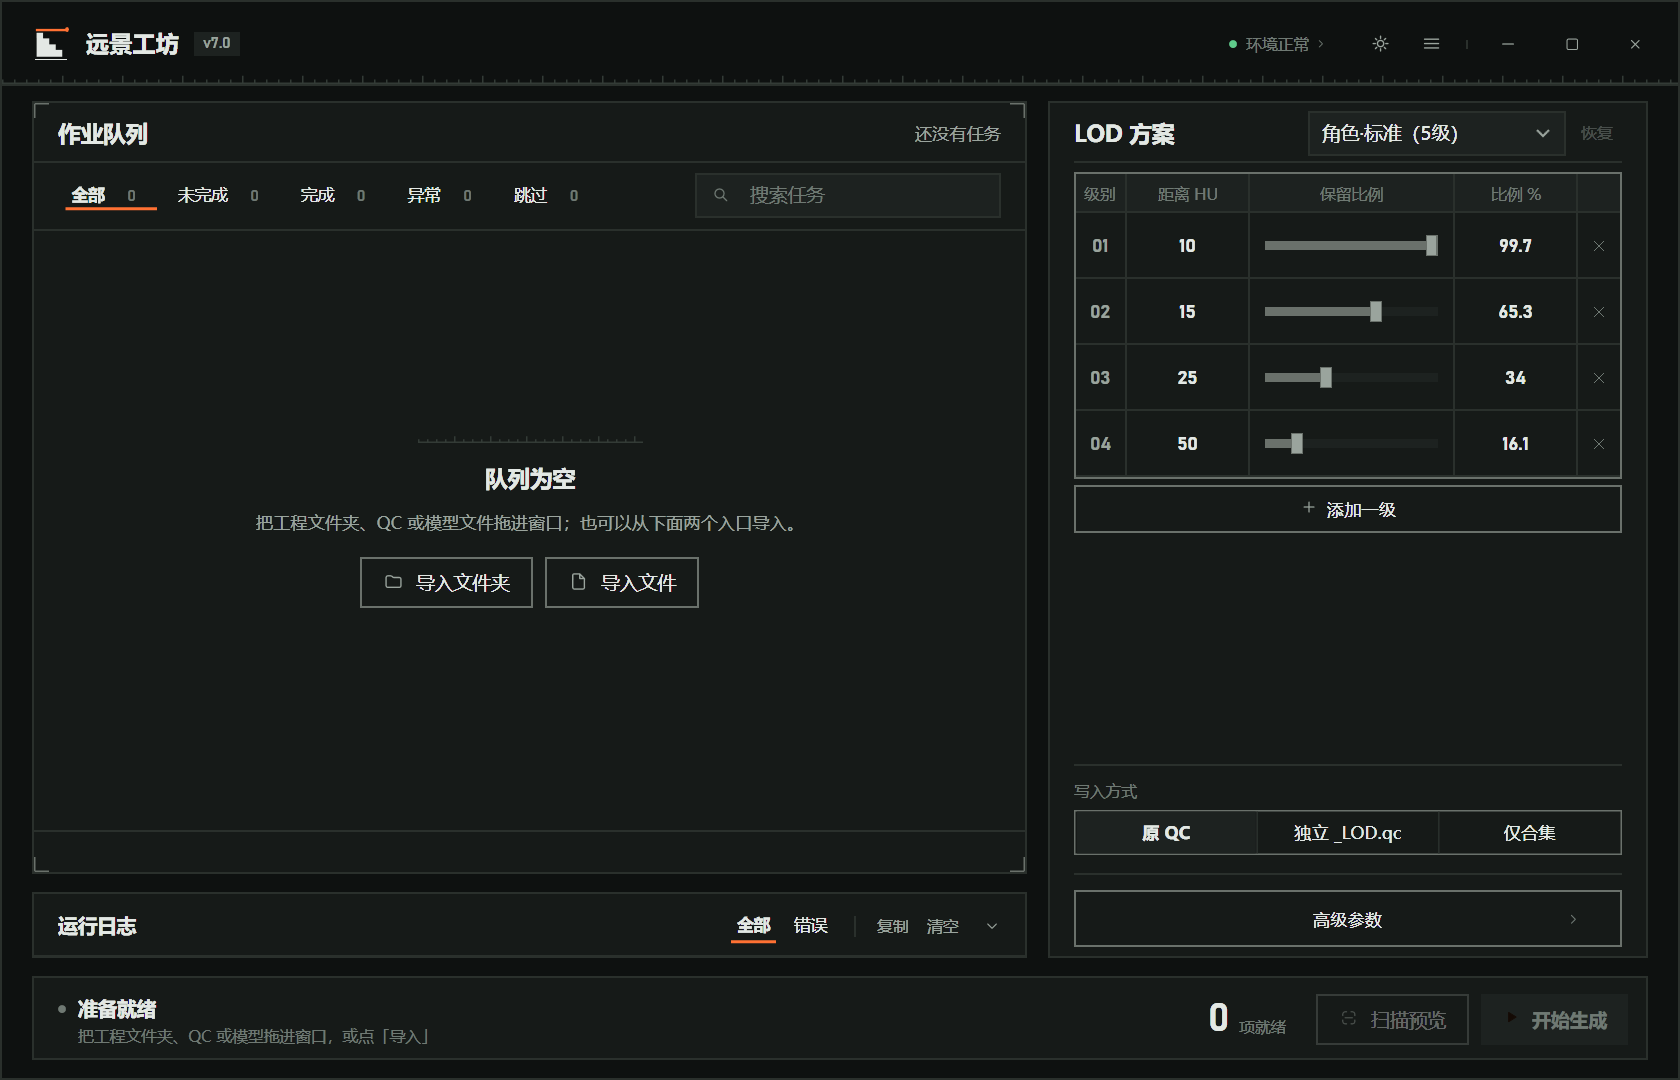 远景工坊 v7.0
环境正常
作业队列 还没有任务
全部 0 未完成 0 完成 0 异常 0 跳过 0 搜索任务
队列为空
把工程文件夹、QC 或模型文件拖进窗口；也可以从下面两个入口导入。
导入文件夹 导入文件
运行日志 全部 错误 复制 清空
LOD 方案 角色·标准（5级） 恢复
级别 距离 HU 保留比例 比例 %
01 10 99.7
02 15 65.3
03 25 34
04 50 16.1
+ 添加一级
写入方式
原 QC 独立 _LOD.qc 仅合集
高级参数
准备就绪
把工程文件夹、QC 或模型拖进窗口，或点「导入」
0 项就绪 扫描预览 开始生成